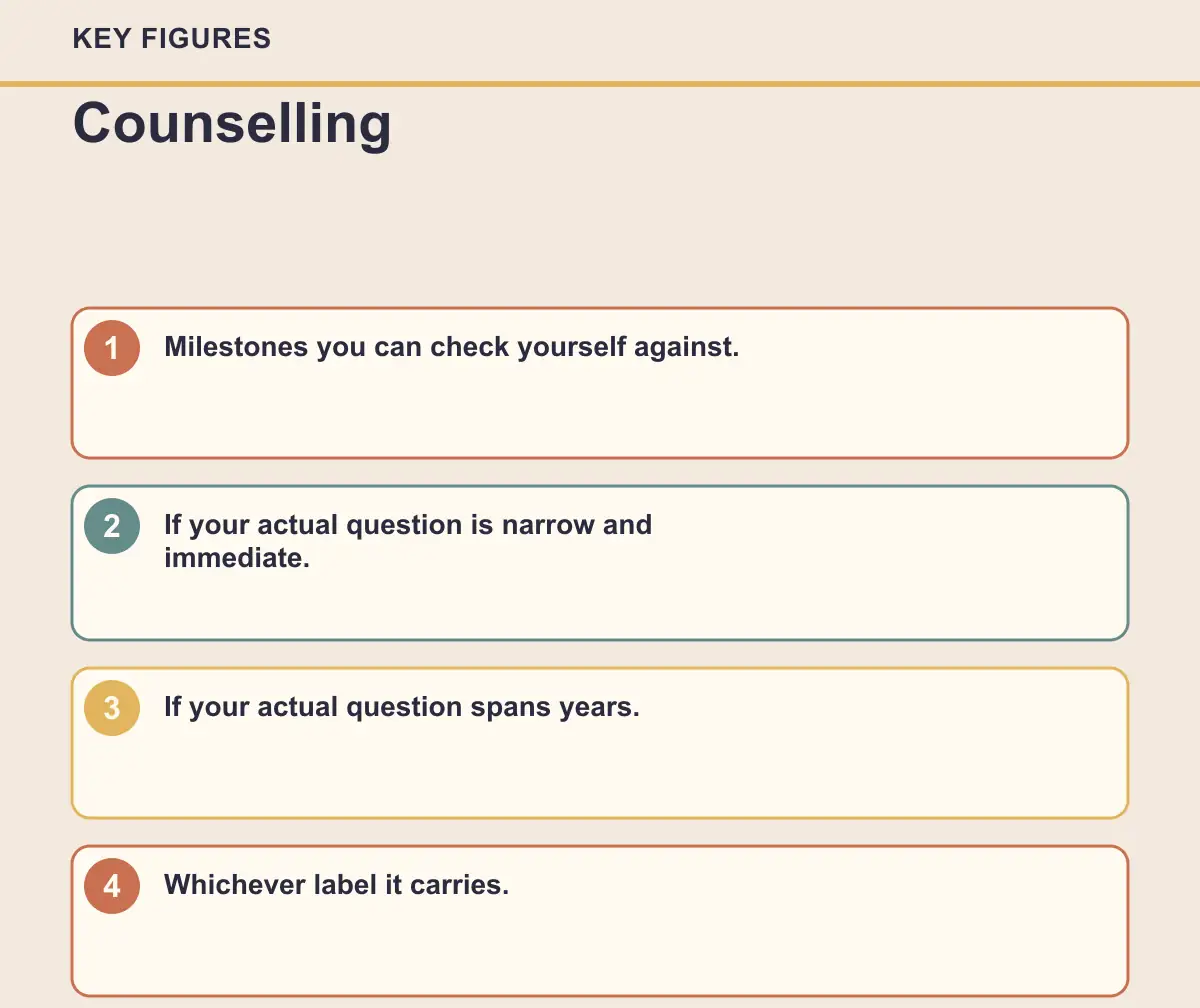 KEY FIGURES
Counselling
1
Milestones you can check yourself against.
2
If your actual question is narrow and
immediate.
3
If your actual question spans years.
4
Whichever label it carries.